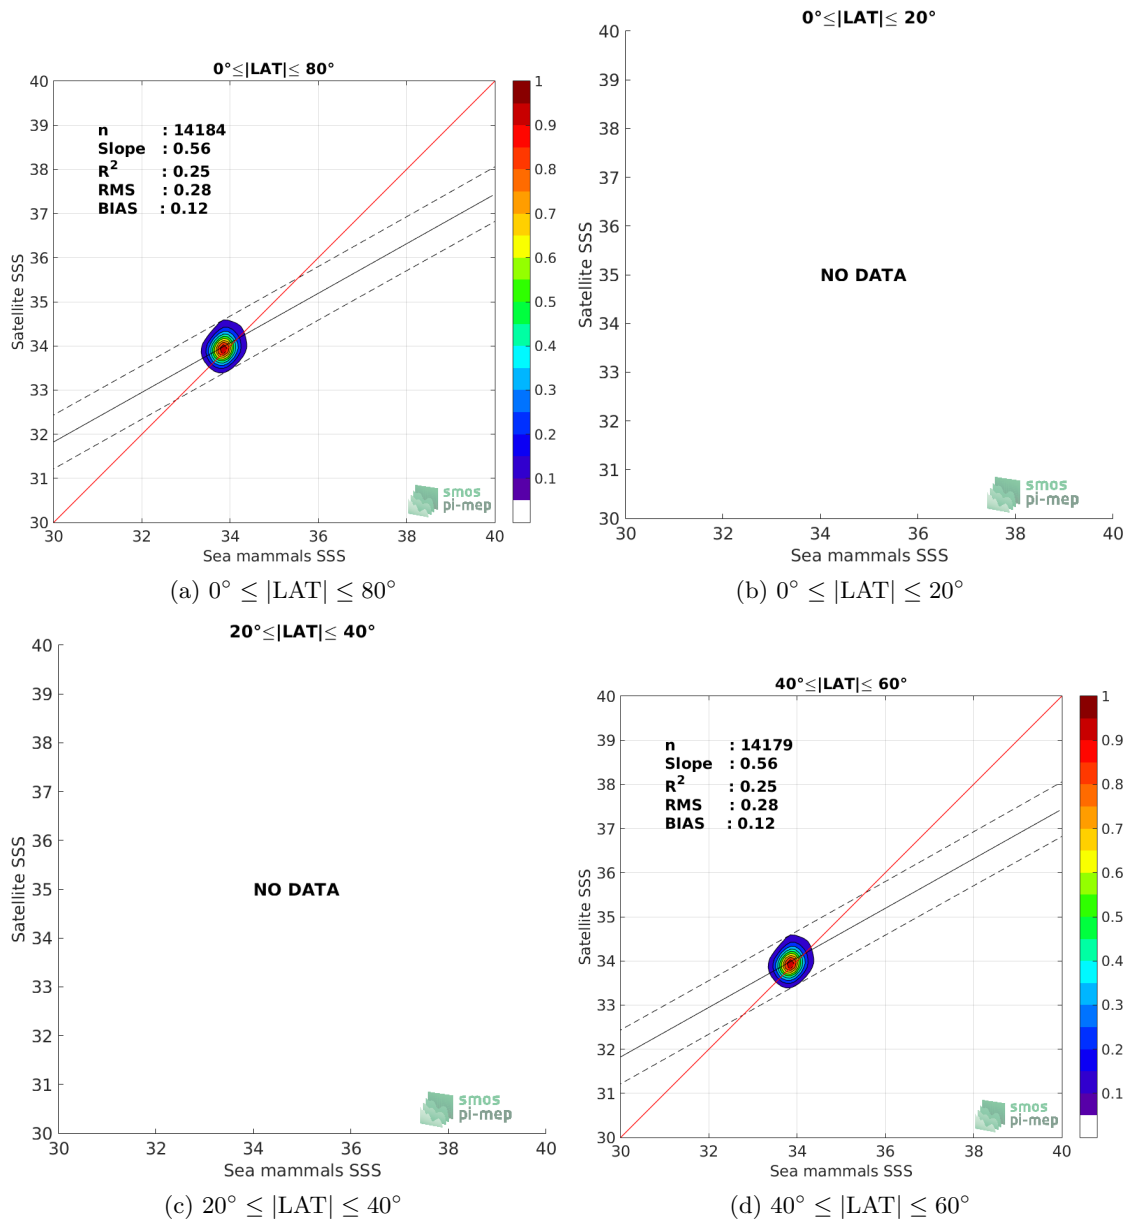 0°≤|LAT|≤ 80°
40
39
38
37
36
35
34
33
32
31
30
Satellite SSS
n : 14184
Slope : 0.56
R² : 0.25
RMS : 0.28
BIAS : 0.12
smos
pi-mep
30 32 34 36 38 40
Sea mammals SSS
1
0.9
0.8
0.7
0.6
0.5
0.4
0.3
0.2
0.1
(a) 0° ≤ |LAT| ≤ 80°
0°≤|LAT|≤ 20°
40
39
38
37
36
35
34
33
32
31
30
Satellite SSS
NO DATA
smos
pi-mep
30 32 34 36 38 40
Sea mammals SSS
(b) 0° ≤ |LAT| ≤ 20°
20°≤|LAT|≤ 40°
40
39
38
37
36
35
34
33
32
31
30
Satellite SSS
NO DATA
smos
pi-mep
30 32 34 36 38 40
Sea mammals SSS
(c) 20° ≤ |LAT| ≤ 40°
40°≤|LAT|≤ 60°
40
39
38
37
36
35
34
33
32
31
30
Satellite SSS
n : 14179
Slope : 0.56
R² : 0.25
RMS : 0.28
BIAS : 0.12
smos
pi-mep
30 32 34 36 38 40
Sea mammals SSS
1
0.9
0.8
0.7
0.6
0.5
0.4
0.3
0.2
0.1
(d) 40° ≤ |LAT| ≤ 60°